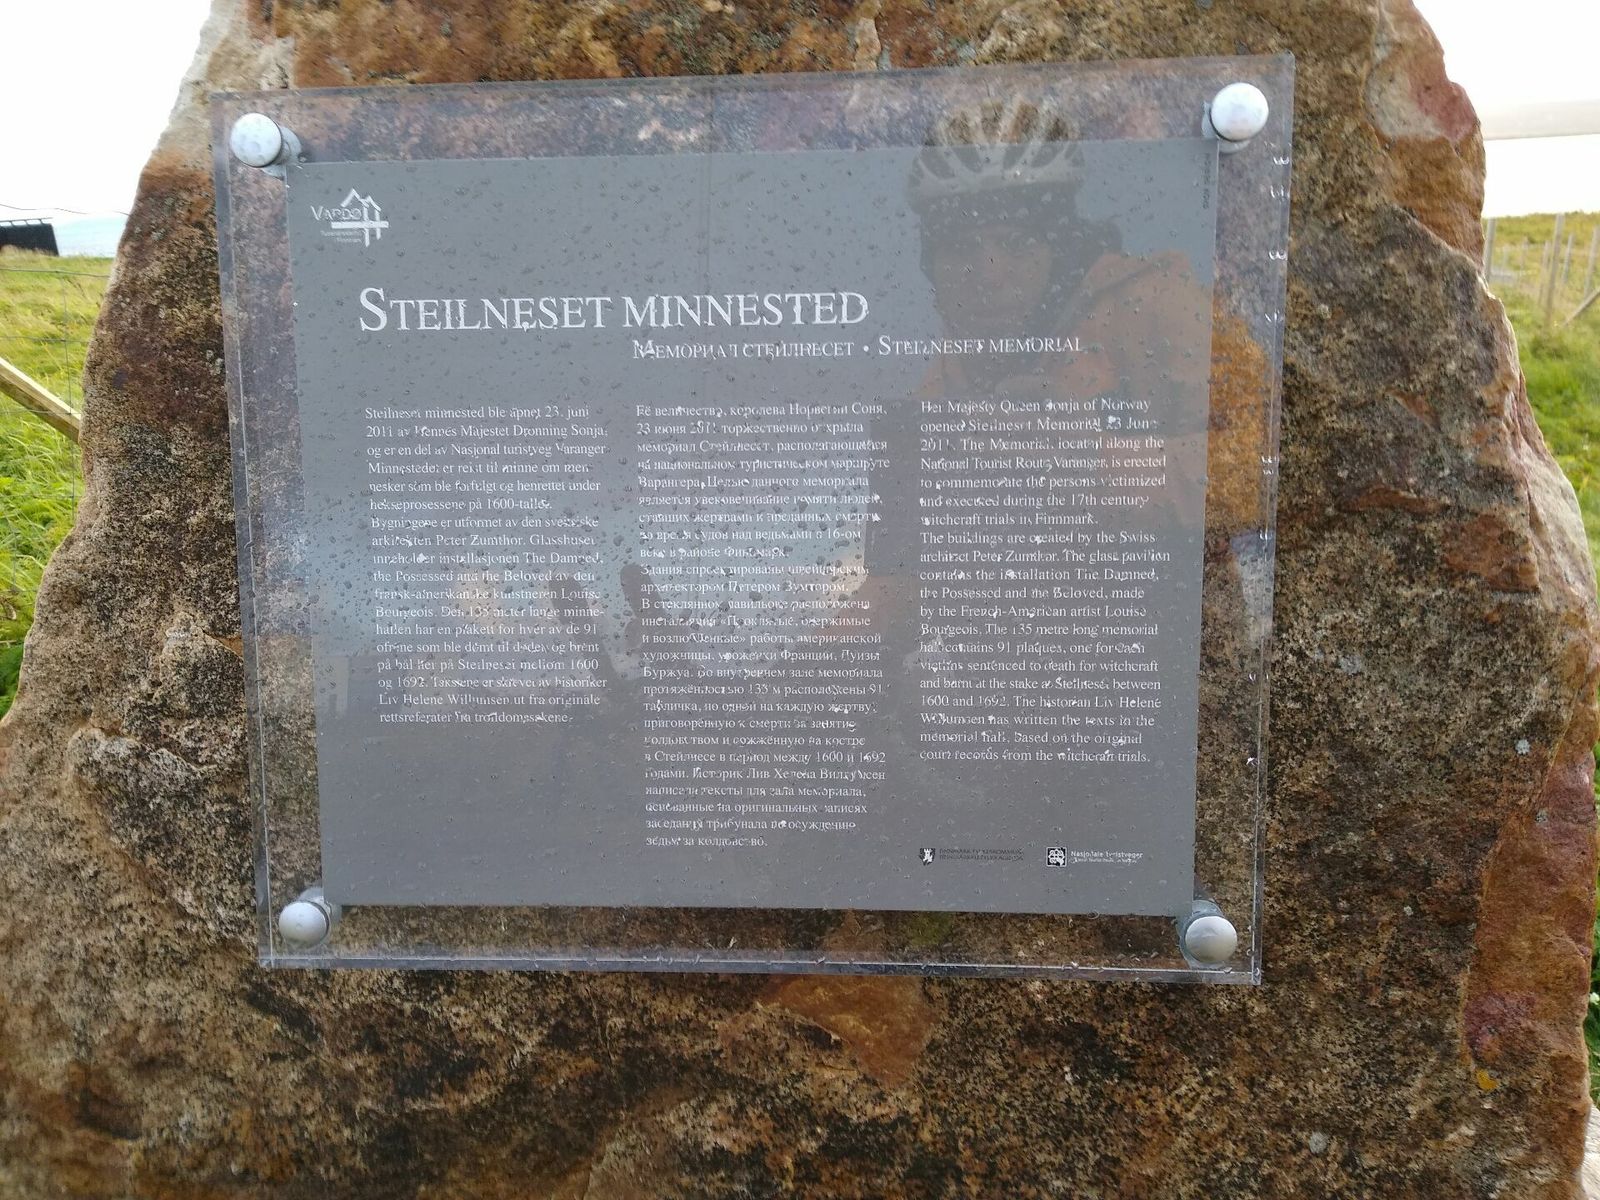 VARDØ
STEILNESET MINNESTED
МЕМОРИАЛ СТЕЙЛНЕСЕТ • STEILNESET MEMORIAL
Steilneset minnested ble åpnet 23. juni
2011 av Hennes Majestet Dronning Sonja,
og er en del av Nasjonal turistveg Varanger
Minnestedet er reist til minne om men-
nesker som ble forfulgt og henrettet under
hekseprosessene på 1600-tallet.
Bygningene er utformet av den sveitsiske
arkitekten Peter Zumthor. Glasshuset
inneholder installasjonen The Damned,
the Possessed and the Beloved av den
fransk-amerikanske kunstneren Louise
Bourgeois. Den 135 meter lange minne-
hallen har en plakett for hver av de 91
ofrene som ble dømt til døden og brent
på bål her på Steilneset mellom 1600
og 1692. Tekstene er skrevet av historiker
Liv Helene Willumsen ut fra originale
rettsreferater fra trolldomssakene.
Её величество, королева Норвегии Соня,
23 июня 2011 торжественно открыла
мемориал Стейлнесет, располагающийся
на национальном туристическом маршруте
Варангера. Целью данного мемориала
является увековечивание памяти людей,
ставших жертвами и преданных смерти
во время судов над ведьмами в 16-ом
веке в районе Финнмарк.
Здания спроектированы швейцарским
архитектором Петером Зумтором.
В стеклянном павильоне расположена
инсталляция «Проклятые, одержимые
и возлюбленные» работы американской
художницы, уроженки Франции, Луизы
Буржуа. Во внутреннем зале мемориала
протяжённостью 135 м расположены 91
табличка, по одной на каждую жертву,
приговорённую к смерти за занятие
колдовством и сожжённую на костре
в Стейлнесе в период между 1600 и 1692
годами. Историк Лив Хелена Виллумсен
написала тексты для зала мемориала,
основанные на оригинальных записях
заседания трибунала по осуждению
ведьм за колдовство.
Her Majesty Queen Sonja of Norway
opened Steilneset Memorial 23 June
2011. The Memorial, located along the
National Tourist Route Varanger, is erected
to commemorate the persons victimized
and executed during the 17th century
witchcraft trials in Finnmark.
The buildings are created by the Swiss
architect Peter Zumthor. The glass pavilion
contains the installation The Damned,
the Possessed and the Beloved, made
by the French-American artist Louise
Bourgeois. The 135 metre long memorial
hall contains 91 plaques, one for each
victims sentenced to death for witchcraft
and burnt at the stake at Steilneset between
1600 and 1692. The historian Liv Helene
Willumsen has written the texts in the
memorial hall, based on the original
court records from the witchcraft trials.
Nasjonale turistveger